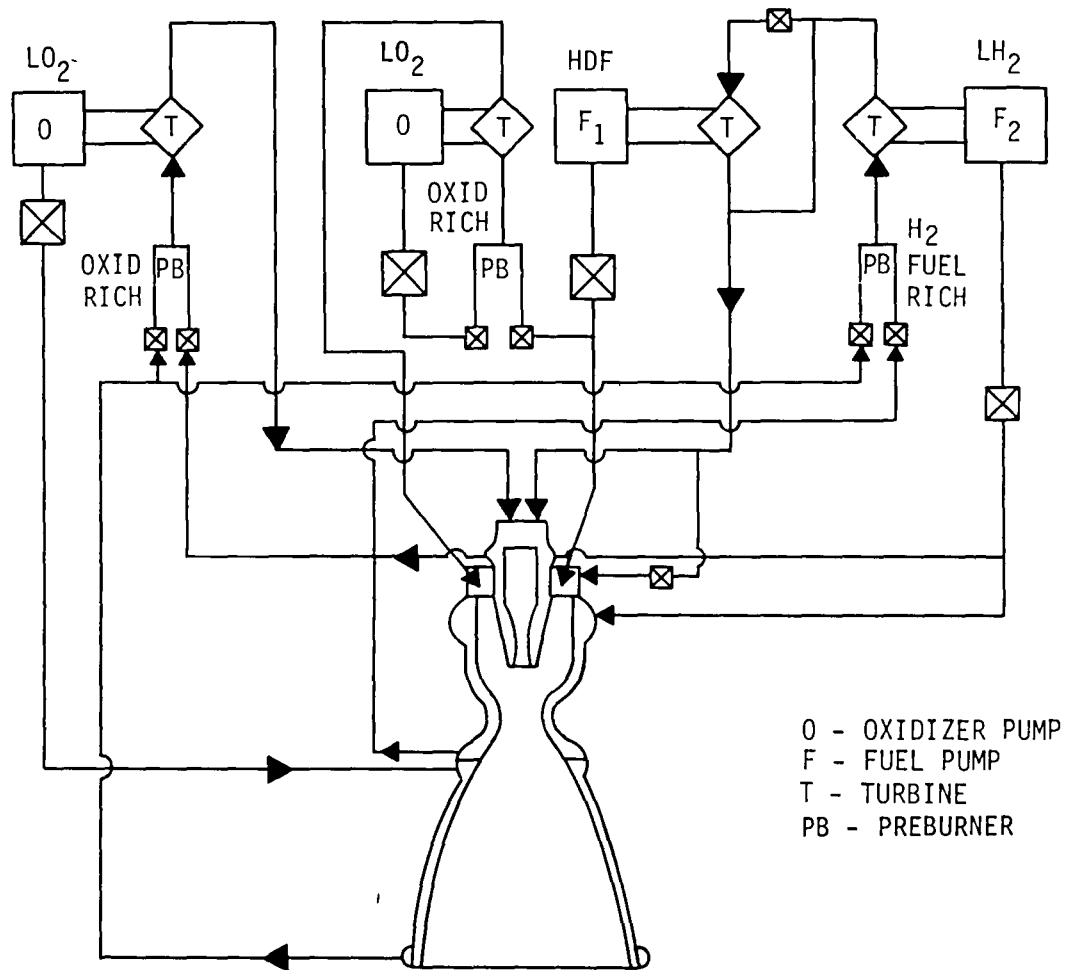 LO2
O
T
OXID
RICH
PB
LO2
O
T
OXID
RICH
PB
HDF
F1
T
LH2
T
F2
PB
H2
FUEL
RICH
O - OXIDIZER PUMP
F - FUEL PUMP
T - TURBINE
PB - PREBURNER